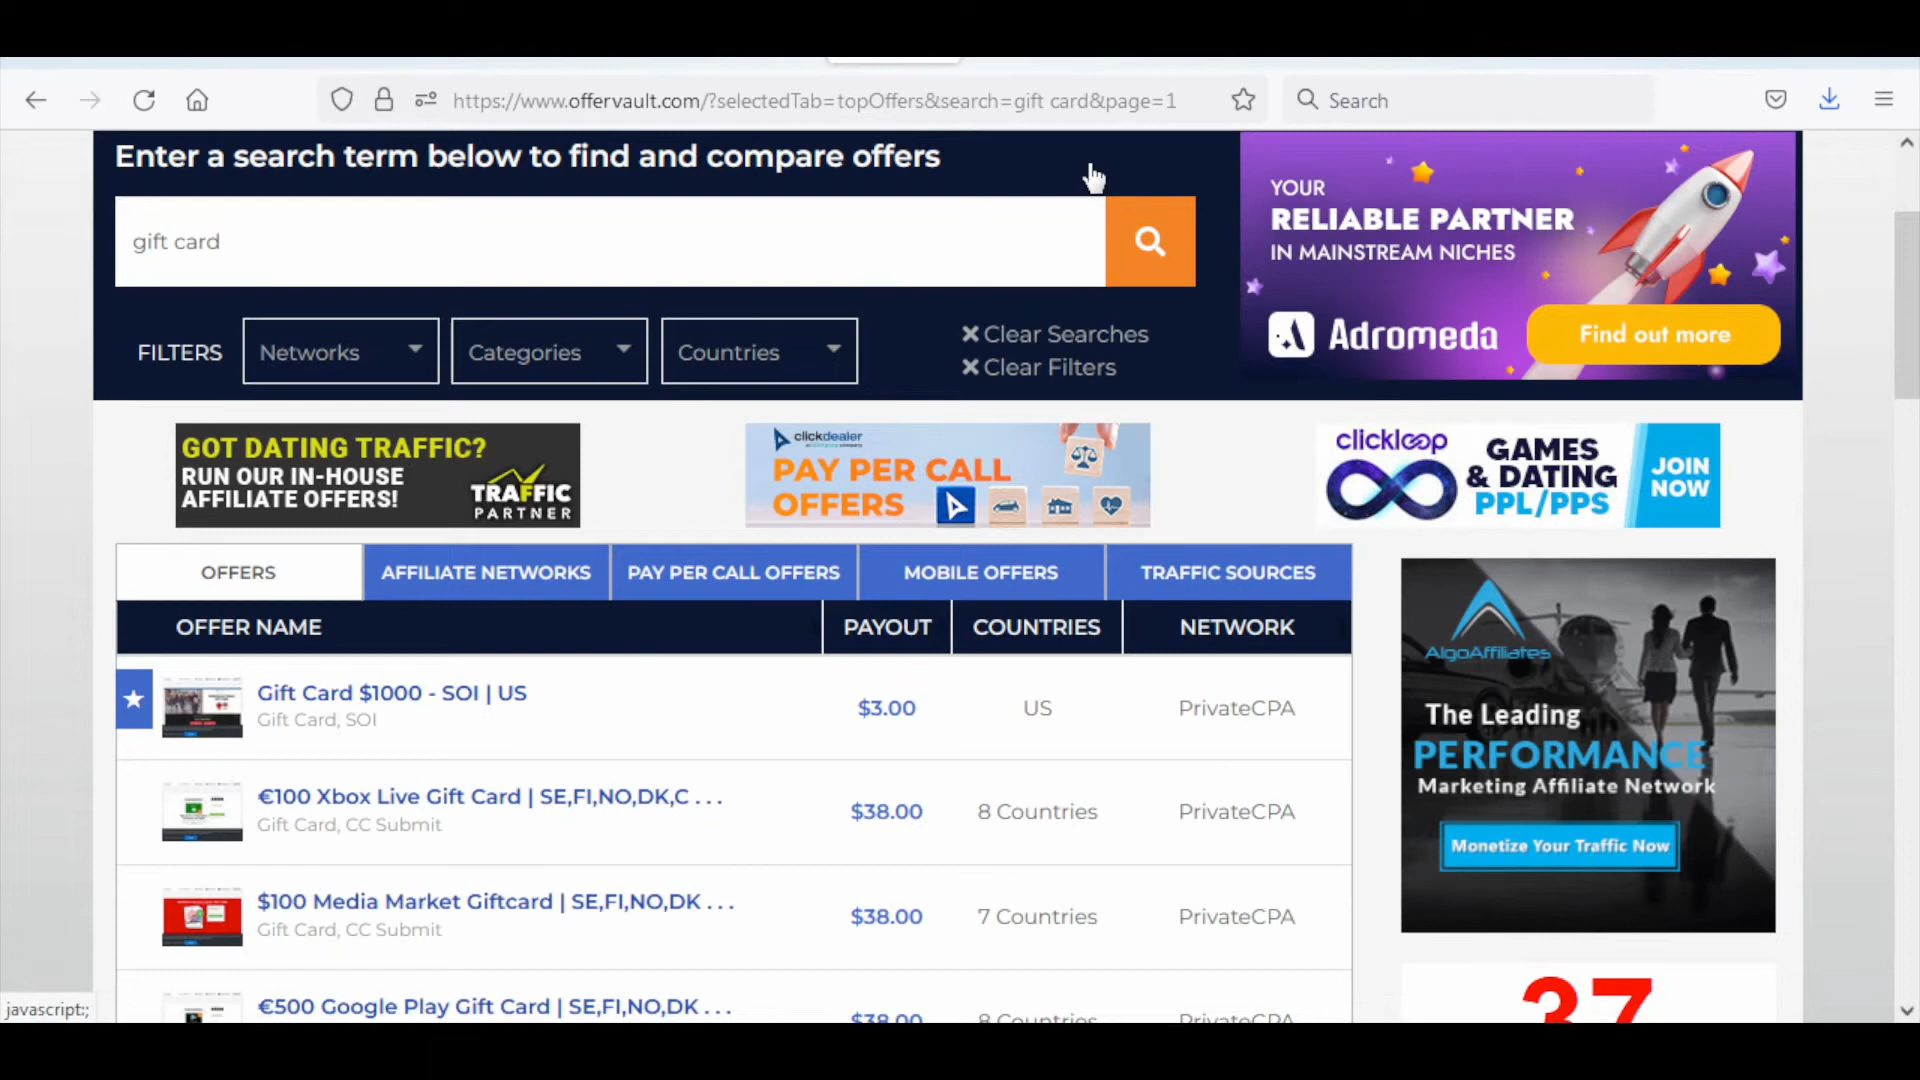 https://www.offervault.com/?selectedTab=topOffers&search=gift card&page=1
Search
Enter a search term below to find and compare offers
gift card
FILTERS
Networks
Categories
Countries
×Clear Searches
×Clear Filters
YOUR
RELIABLE PARTNER
IN MAINSTREAM NICHES
Adromeda
Find out more
GOT DATING TRAFFIC?
RUN OUR IN-HOUSE
AFFILIATE OFFERS!
TRAFFIC
PARTNER
clickdealer
PAY PER CALL
OFFERS
clickloop
GAMES
& DATING
PPL/PPS
JOIN
NOW
OFFERS
AFFILIATE NETWORKS
PAY PER CALL OFFERS
MOBILE OFFERS
TRAFFIC SOURCES
OFFER NAME
PAYOUT
COUNTRIES
NETWORK
Gift Card $1000 - SOI | US
Gift Card, SOI
$3.00
US
PrivateCPA
€100 Xbox Live Gift Card | SE,FI,NO,DK,C . . .
Gift Card, CC Submit
$38.00
8 Countries
PrivateCPA
$100 Media Market Giftcard | SE,FI,NO,DK . . .
Gift Card, CC Submit
$38.00
7 Countries
PrivateCPA
€500 Google Play Gift Card | SE,FI,NO,DK . . .
$38.00
8 Countries
PrivateCPA
AlgoAffiliates
The Leading
PERFORMANCE
Marketing Affiliate Network
Monetize Your Traffic Now
37
javascript:;